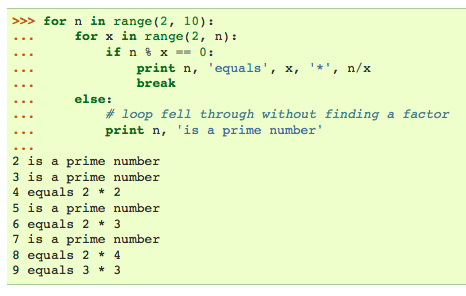 >>> for n in range(2, 10):
...     for x in range(2, n):
...         if n % x == 0:
...             print n, 'equals', x, '*', n/x
...             break
...     else:
...         # loop fell through without finding a factor
...         print n, 'is a prime number'
...
2 is a prime number
3 is a prime number
4 equals 2 * 2
5 is a prime number
6 equals 2 * 3
7 is a prime number
8 equals 2 * 4
9 equals 3 * 3